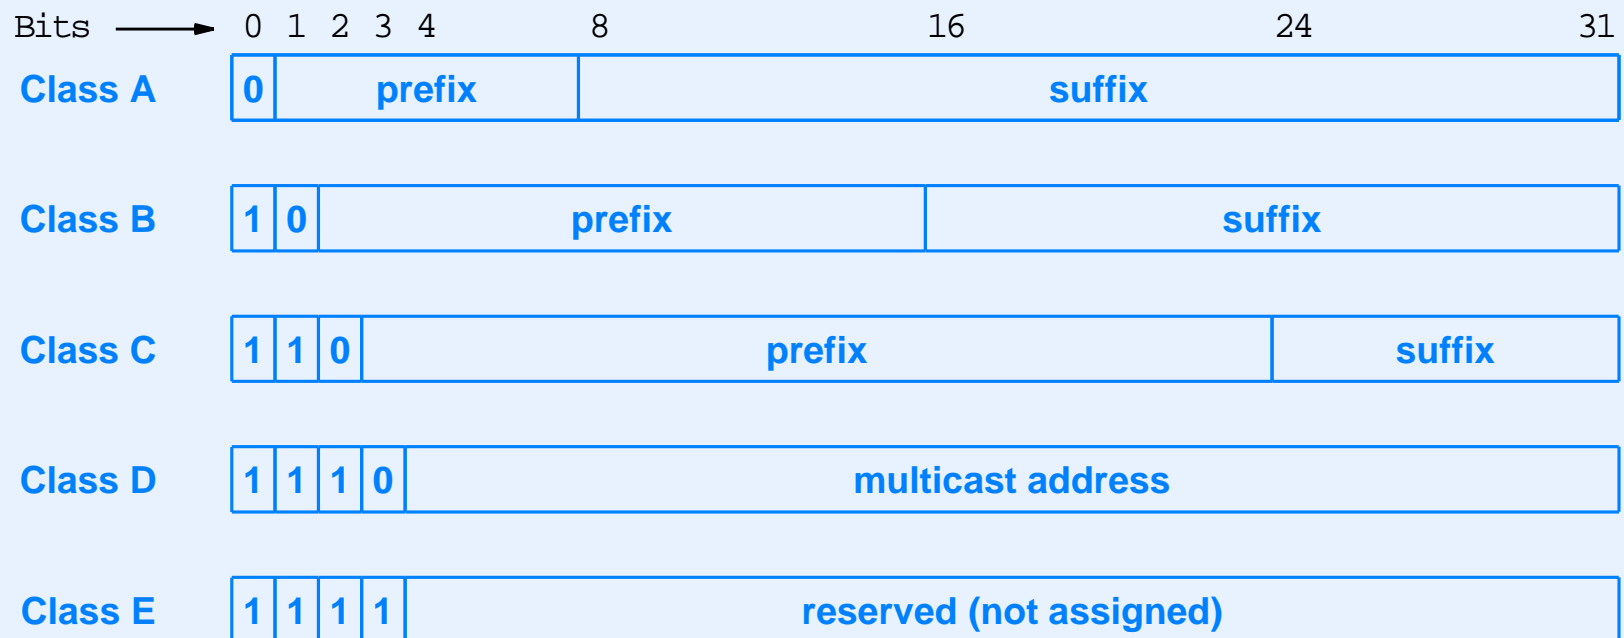 Bits 0 1 2 3 4 8 16 24 31
Class A 0 prefix suffix
Class B 1 0 prefix suffix
Class C 1 1 0 prefix suffix
Class D 1 1 1 0 multicast address
Class E 1 1 1 1 reserved (not assigned)